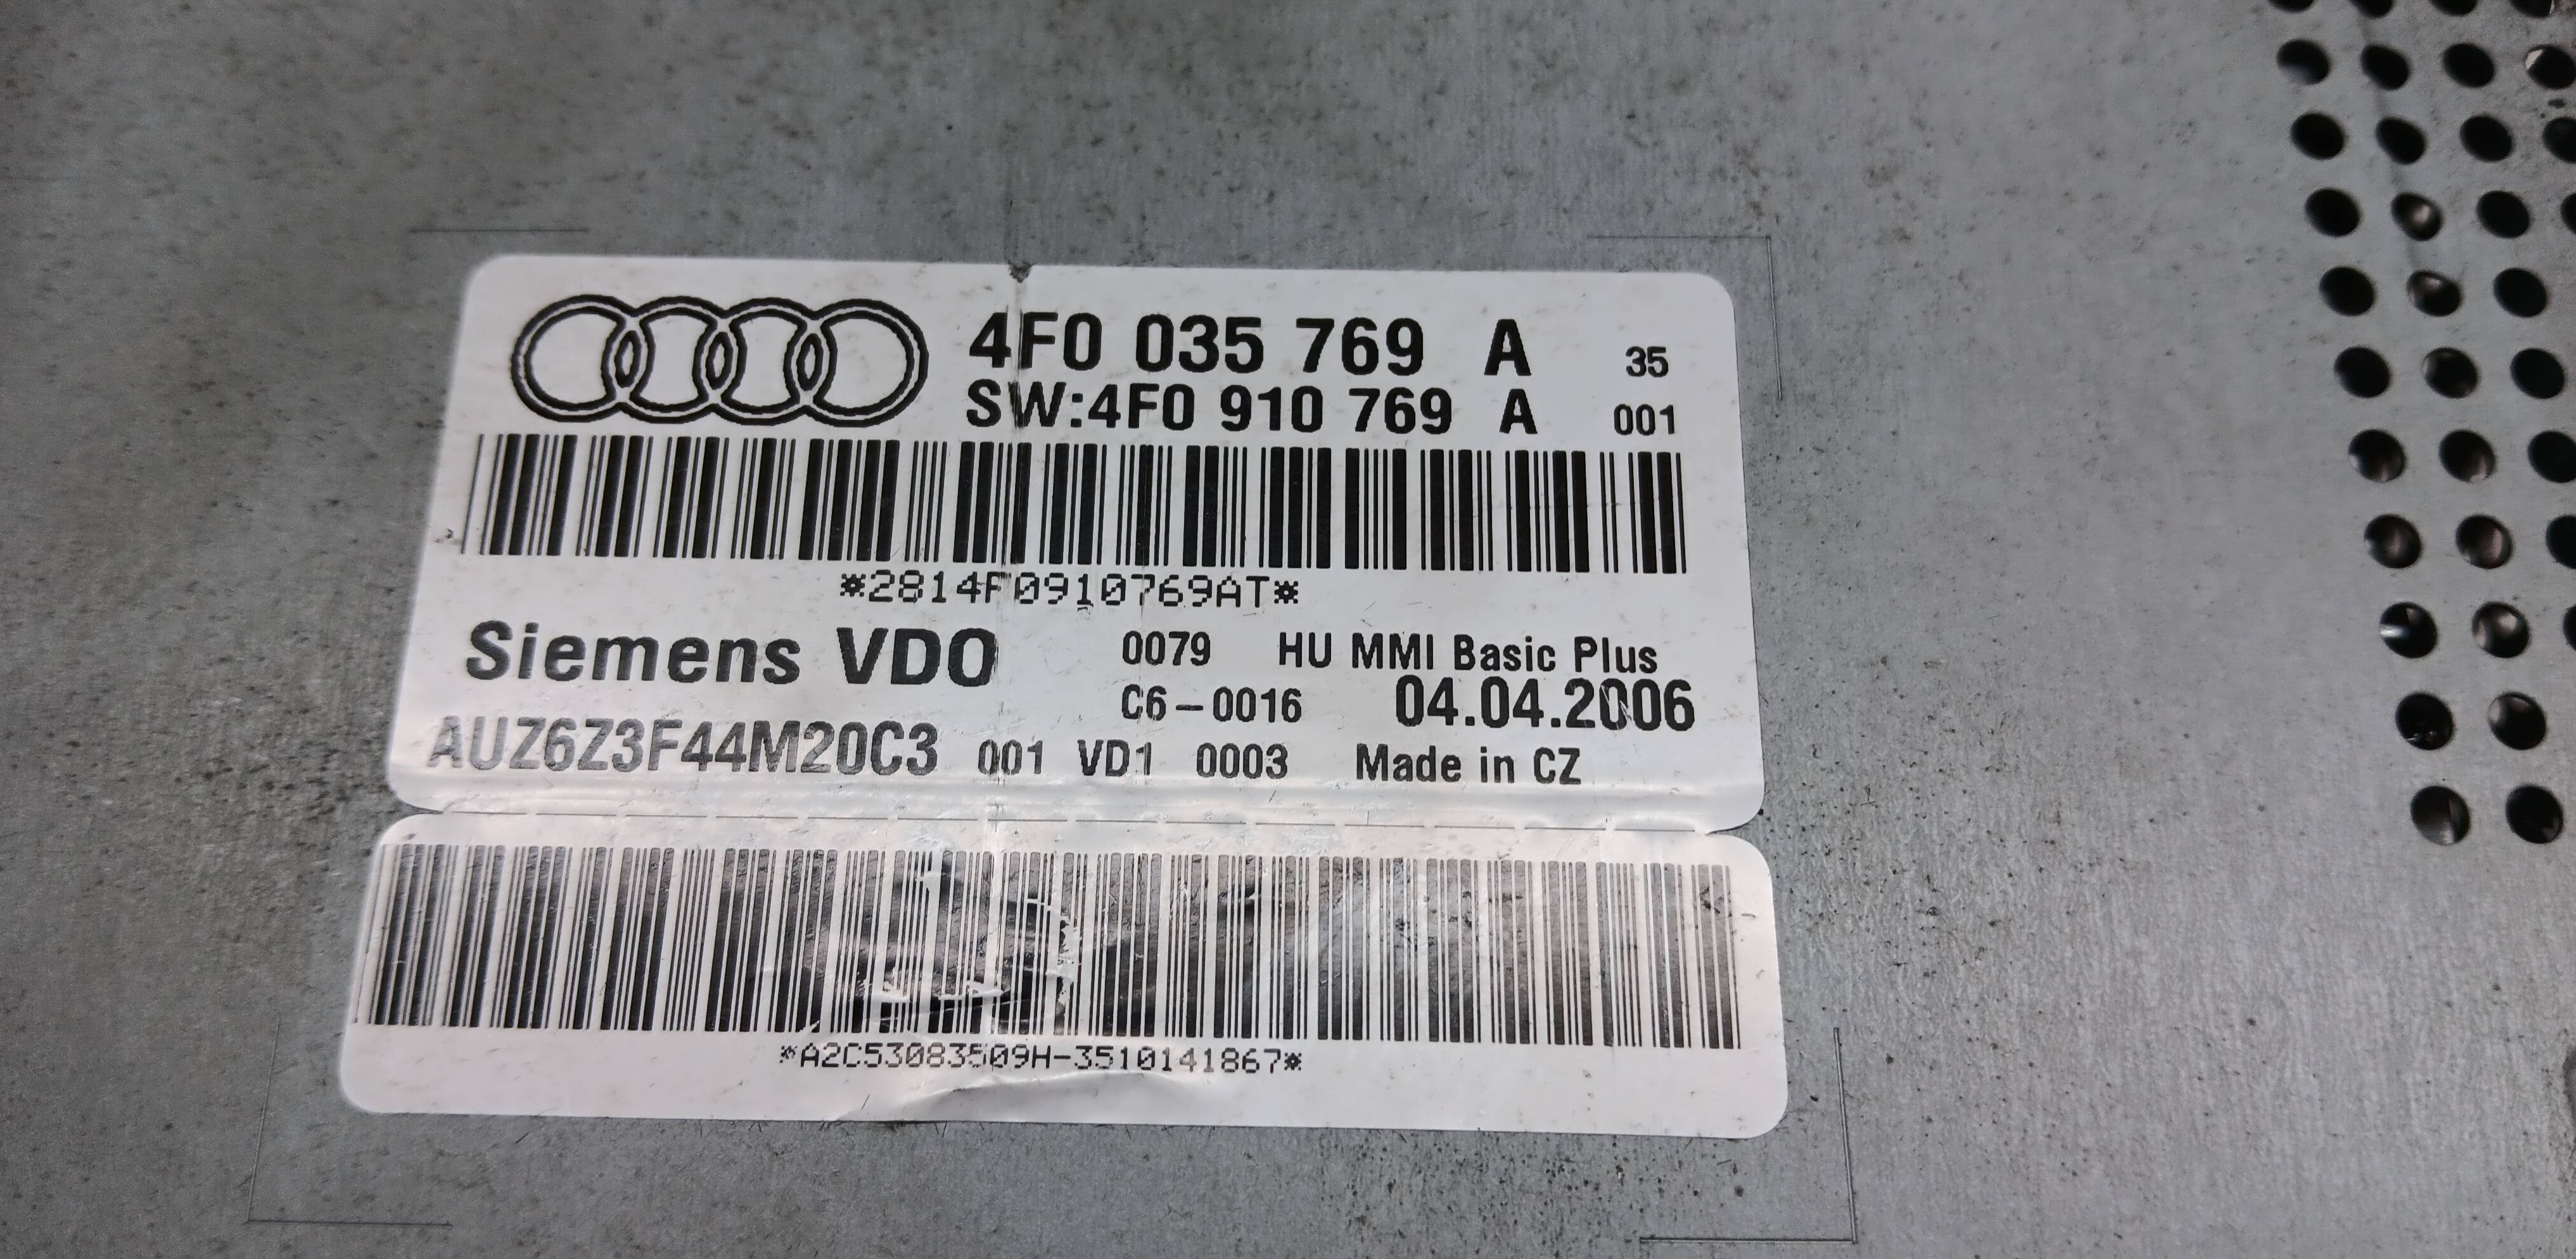 4F0 035 769 A 35
SW:4F0 910 769 A 001
*2814F0910769AT*
Siemens VDO 0079 HU MMI Basic Plus
C6-0016 04.04.2006
AUZ6Z3F44M20C3 001 VD1 0003 Made in CZ
*A2C53083509H-3510141867*